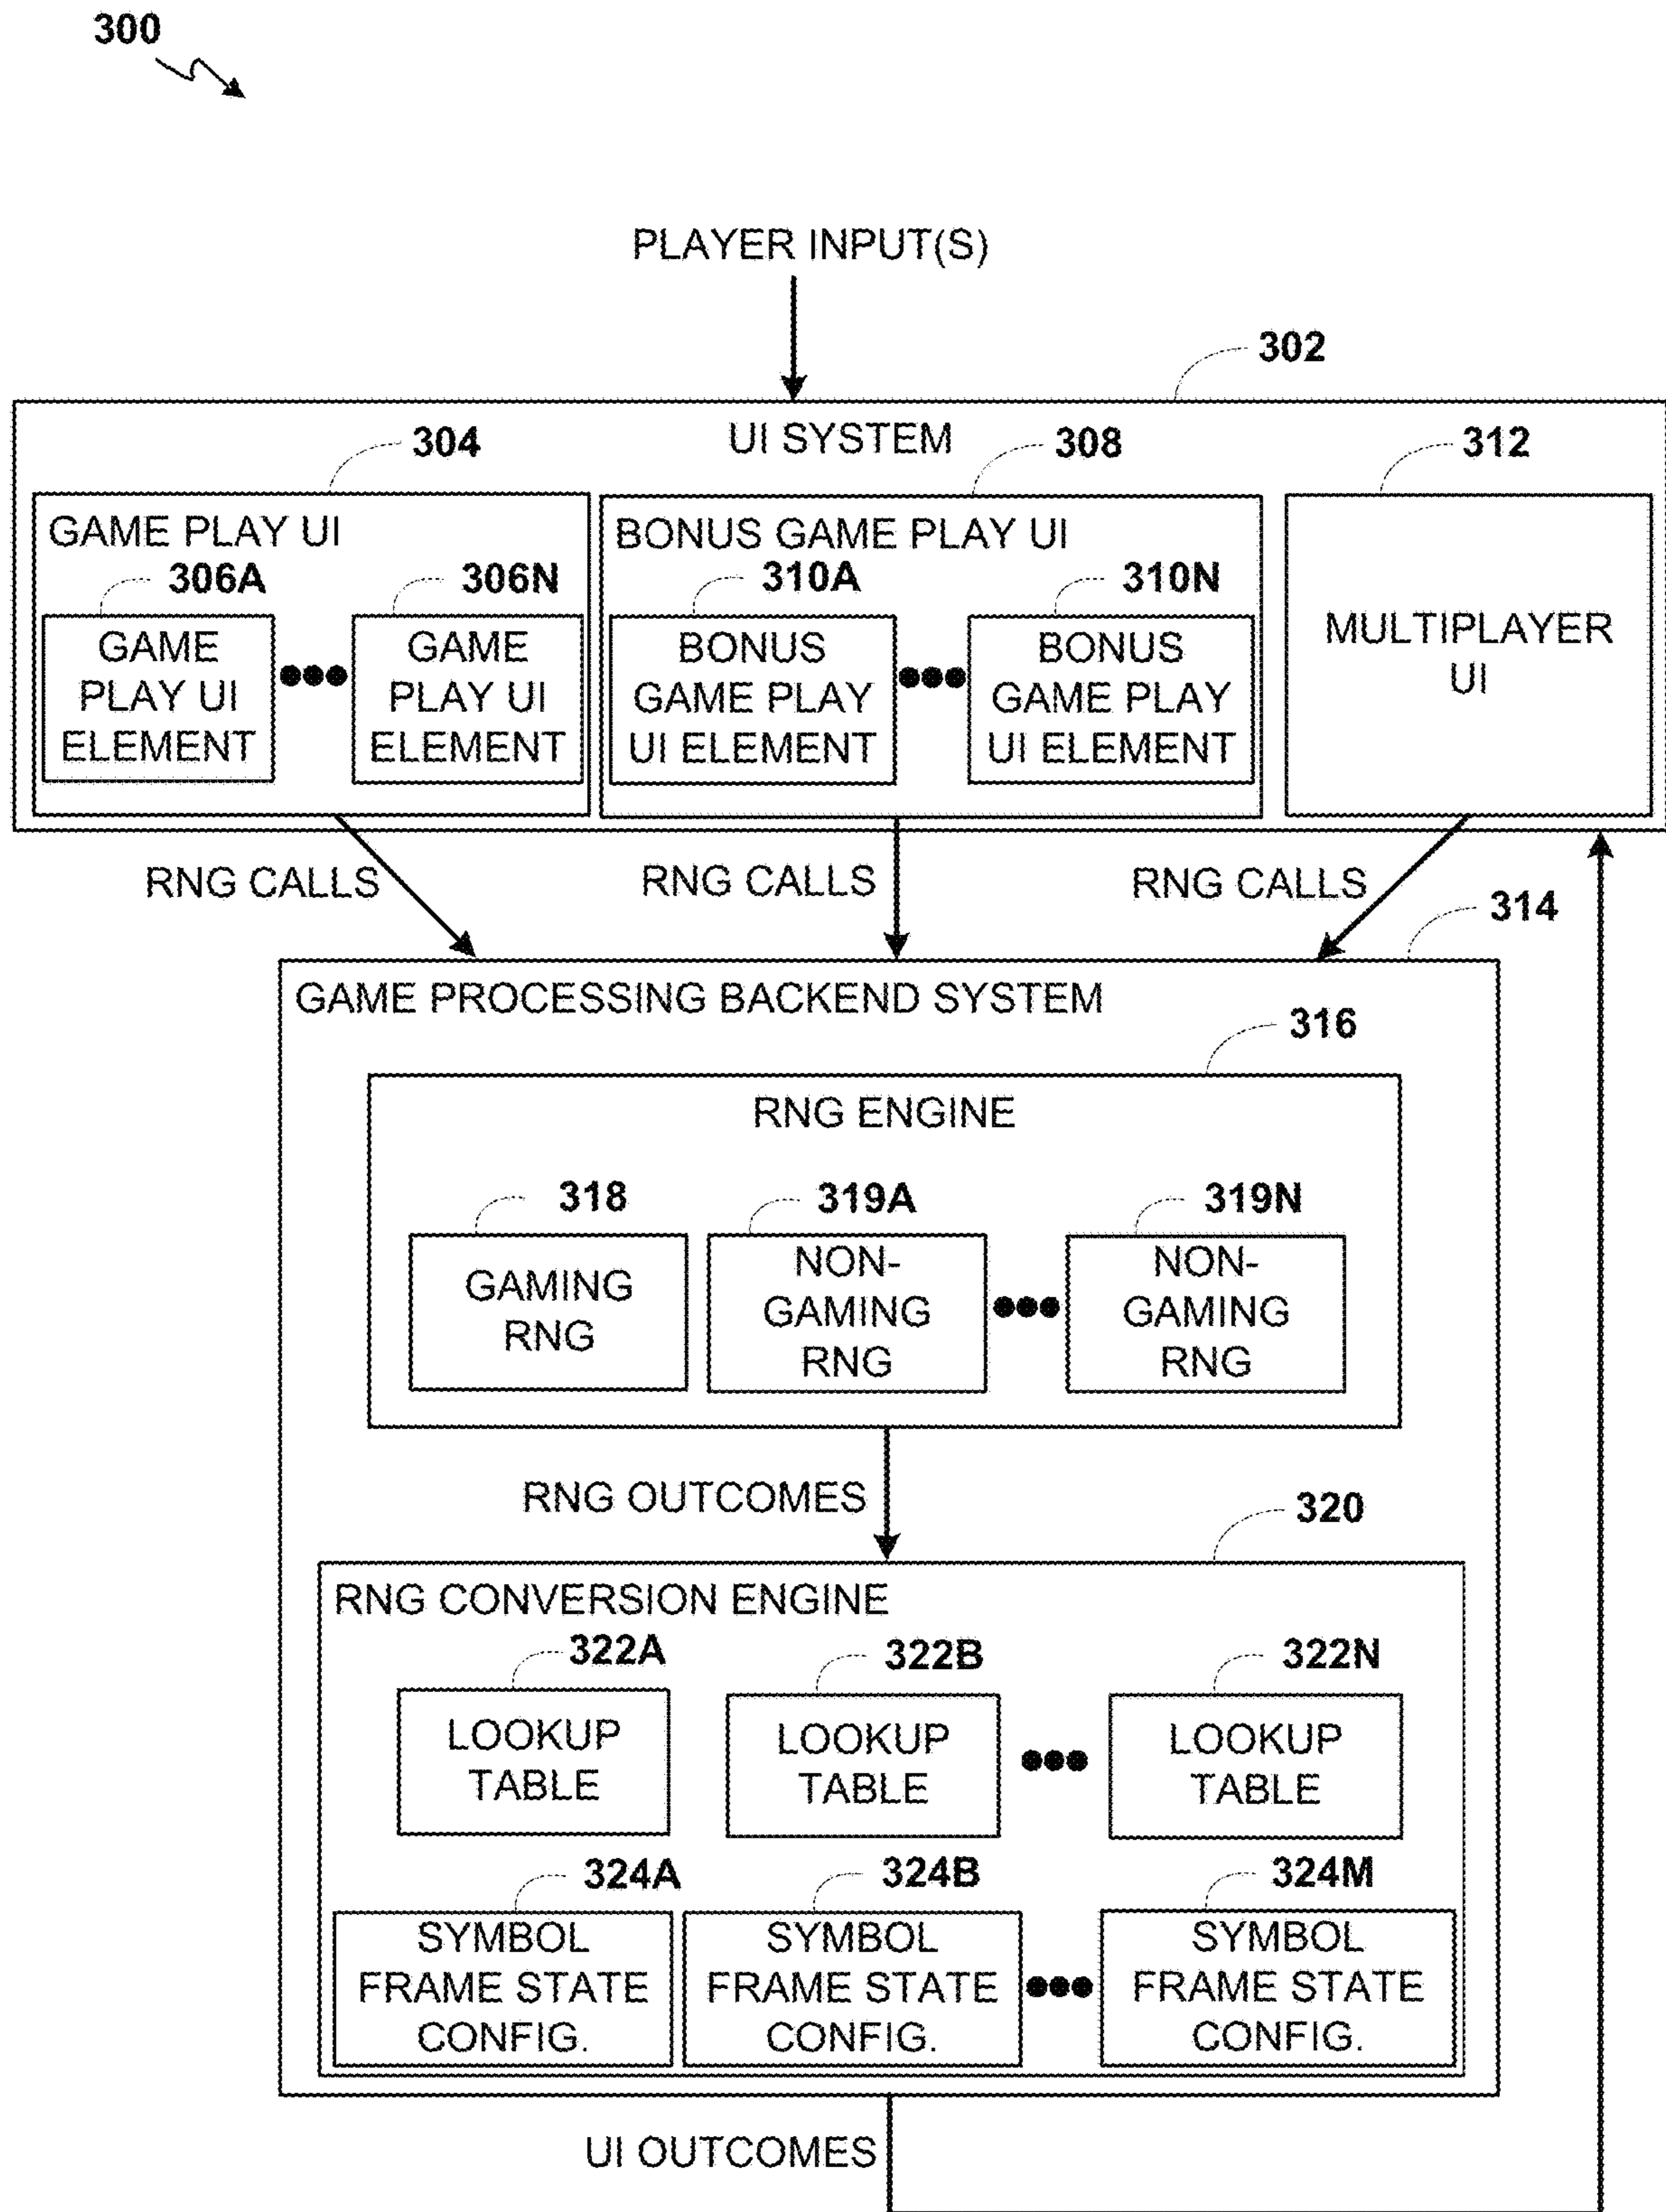 300
PLAYER INPUT(S)
302
UI SYSTEM
304
308
312
GAME PLAY UI
BONUS GAME PLAY UI
306A
306N
310A
310N
GAME
PLAY UI
ELEMENT
GAME
PLAY UI
ELEMENT
BONUS
GAME PLAY
UI ELEMENT
BONUS
GAME PLAY
UI ELEMENT
MULTIPLAYER
UI
RNG CALLS
RNG CALLS
RNG CALLS
314
GAME PROCESSING BACKEND SYSTEM
316
RNG ENGINE
318
319A
319N
GAMING
RNG
NON-
GAMING
RNG
NON-
GAMING
RNG
RNG OUTCOMES
320
RNG CONVERSION ENGINE
322A
322B
322N
LOOKUP
TABLE
LOOKUP
TABLE
LOOKUP
TABLE
324A
324B
324M
SYMBOL
FRAME STATE
CONFIG.
SYMBOL
FRAME STATE
CONFIG.
SYMBOL
FRAME STATE
CONFIG.
UI OUTCOMES